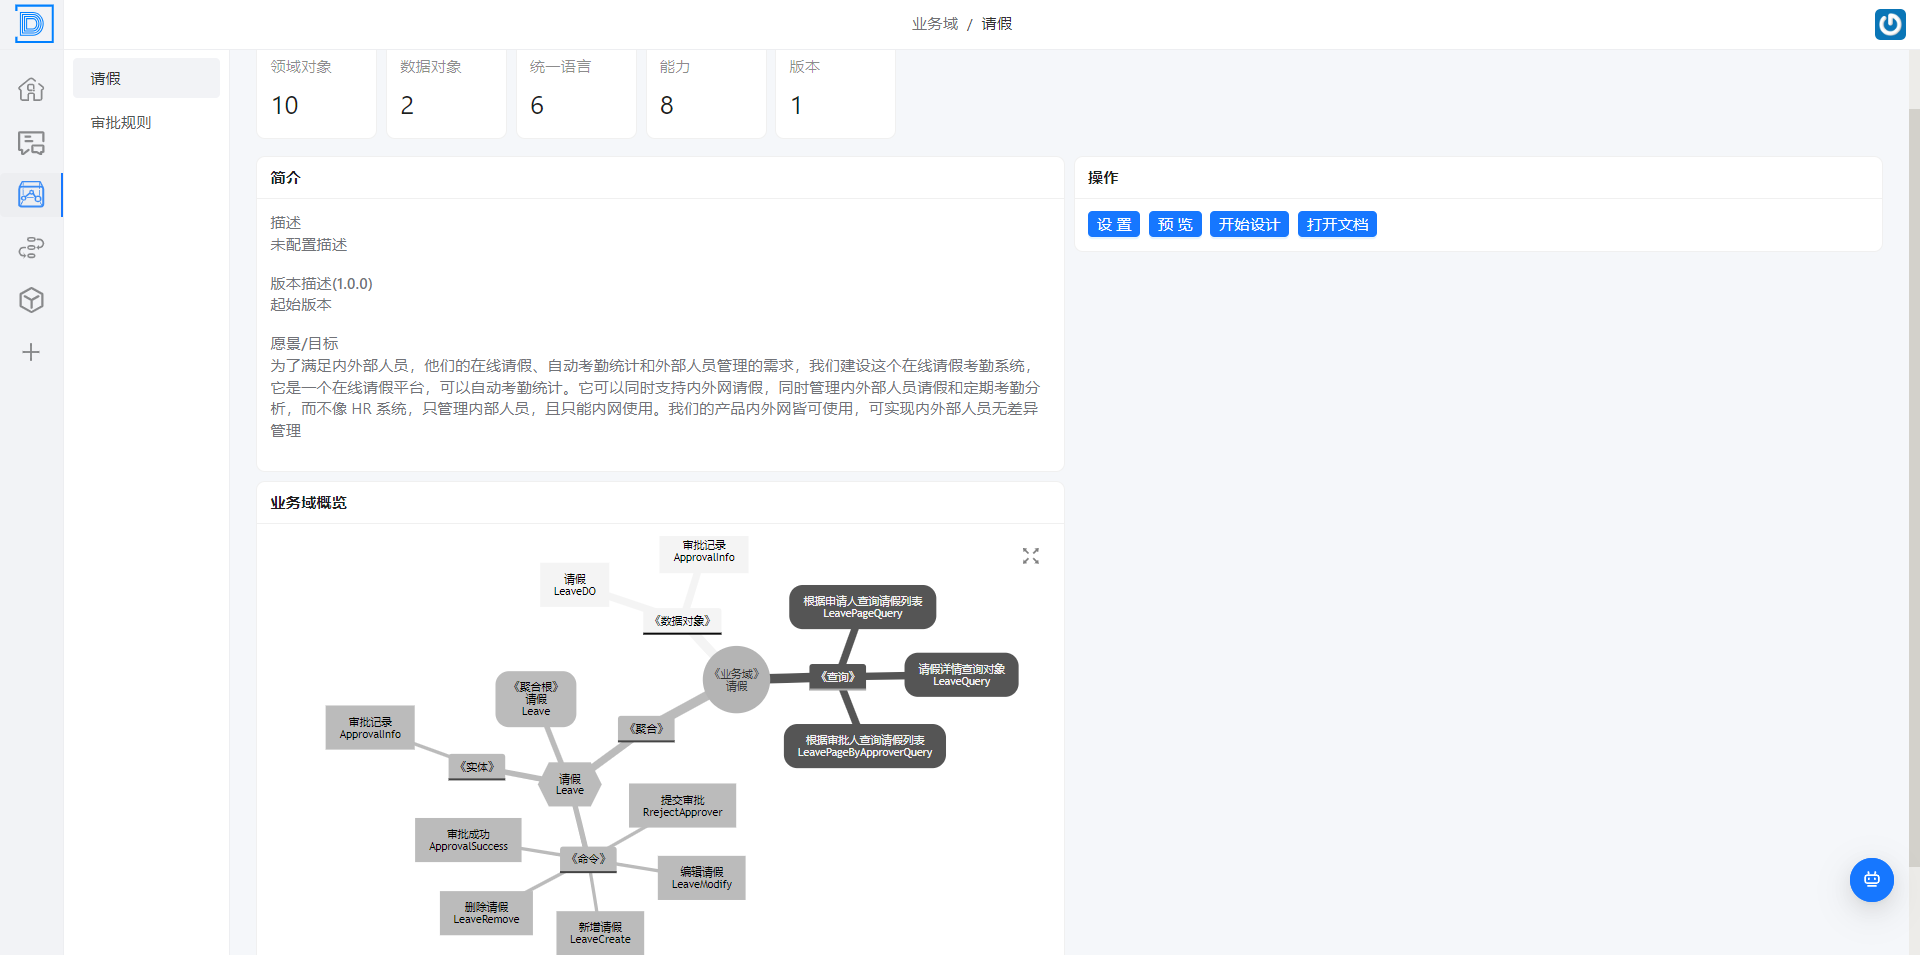 业务域 / 请假
请假
审批规则
领域对象
10
数据对象
2
统一语言
6
能力
8
版本
1
简介
描述
未配置描述
版本描述(1.0.0)
起始版本
愿景/目标
为了满足内外部人员，他们的在线请假、自动考勤统计和外部人员管理的需求，我们建设这个在线请假考勤系统，
它是一个在线请假平台，可以自动考勤统计。它可以同时支持内外网请假，同时管理内外部人员请假和定期考勤分
析，而不像 HR 系统，只管理内部人员，且只能内网使用。我们的产品内外网皆可使用，可实现内外部人员无差异
管理
操作
设 置
预 览
开始设计
打开文档
业务域概览
审批记录
ApprovalInfo
请假
LeaveDO
《数据对象》
根据申请人查询请假列表
LeavePageQuery
《业务域》
请假
《查询》
请假详情查询对象
LeaveQuery
根据审批人查询请假列表
LeavePageByApproverQuery
《聚合根》
请假
Leave
《聚合》
审批记录
ApprovalInfo
《实体》
请假
Leave
提交审批
RrejectApprover
审批成功
ApprovalSuccess
《命令》
编辑请假
LeaveModify
删除请假
LeaveRemove
新增请假
LeaveCreate